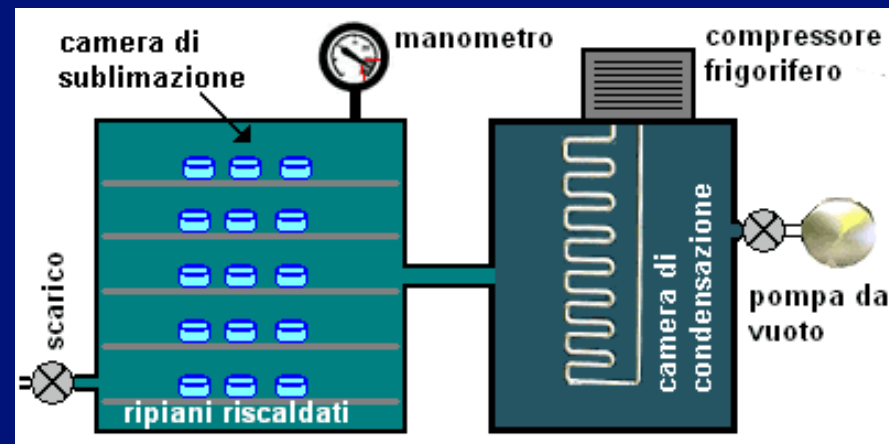 camera di
sublimazione
manometro
compressore
frigorifero
scarico
ripiani riscaldati
camera di
condensazione
pompa da
vuoto